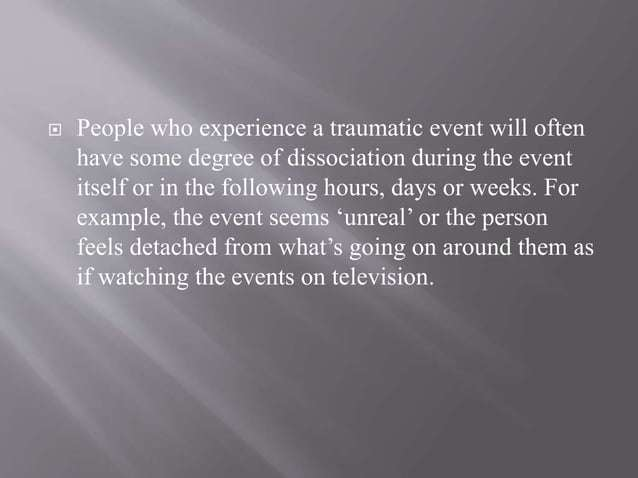 People who experience a traumatic event will often
have some degree of dissociation during the event
itself or in the following hours, days or weeks. For
example, the event seems ‘unreal’ or the person
feels detached from what’s going on around them as
if watching the events on television.